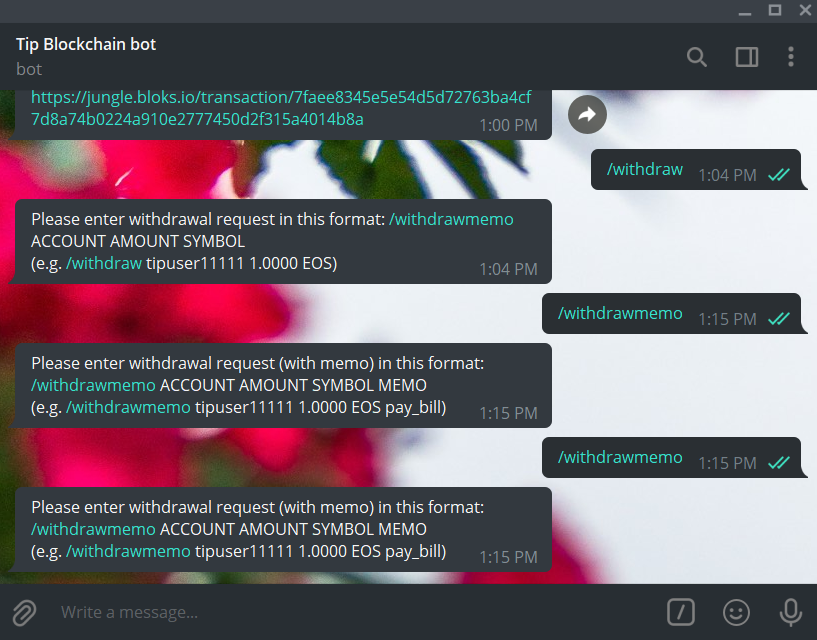 Tip Blockchain bot
bot
https://jungle.bloks.io/transaction/7faee8345e5e54d5d72763ba4cf
7d8a74b0224a910e2777450d2f315a4014b8a
1:00 PM
/withdraw 1:04 PM
Please enter withdrawal request in this format: /withdrawmemo
ACCOUNT AMOUNT SYMBOL
(e.g. /withdraw tipuser11111 1.0000 EOS)
1:04 PM
/withdrawmemo 1:15 PM
Please enter withdrawal request (with memo) in this format:
/withdrawmemo ACCOUNT AMOUNT SYMBOL MEMO
(e.g. /withdrawmemo tipuser11111 1.0000 EOS pay_bill)
1:15 PM
/withdrawmemo 1:15 PM
Please enter withdrawal request (with memo) in this format:
/withdrawmemo ACCOUNT AMOUNT SYMBOL MEMO
(e.g. /withdrawmemo tipuser11111 1.0000 EOS pay_bill)
1:15 PM
Write a message...